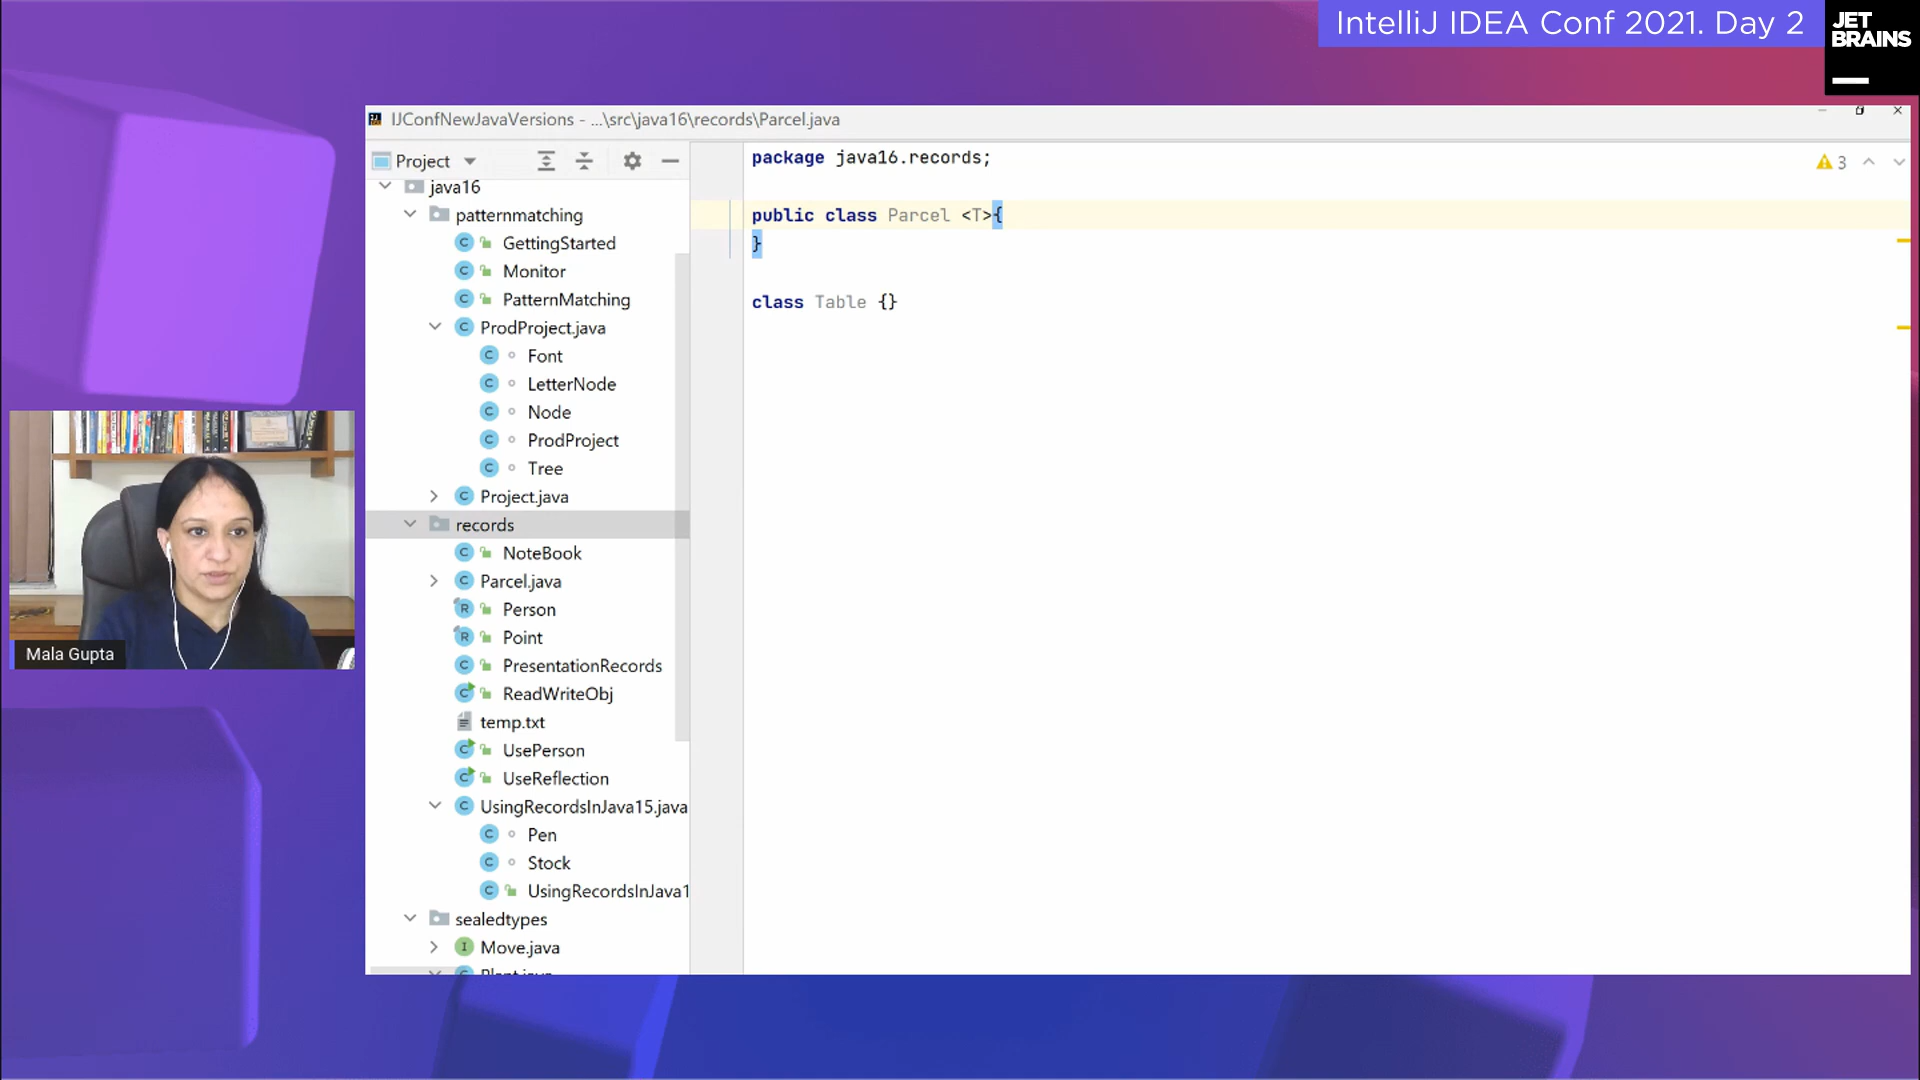 IntelliJ IDEA Conf 2021. Day 2
JET
BRAINS
IJConfNewJavaVersions - ...\src\java16\records\Parcel.java
Project
java16
patternmatching
GettingStarted
Monitor
PatternMatching
ProdProject.java
Font
LetterNode
Node
ProdProject
Tree
Project.java
records
NoteBook
Parcel.java
Person
Point
PresentationRecords
ReadWriteObj
temp.txt
UsePerson
UseReflection
UsingRecordsInJava15.java
Pen
Stock
UsingRecordsInJava1
sealedtypes
Move.java
package java16.records;
public class Parcel <T>{
}
class Table {}
3
Mala Gupta